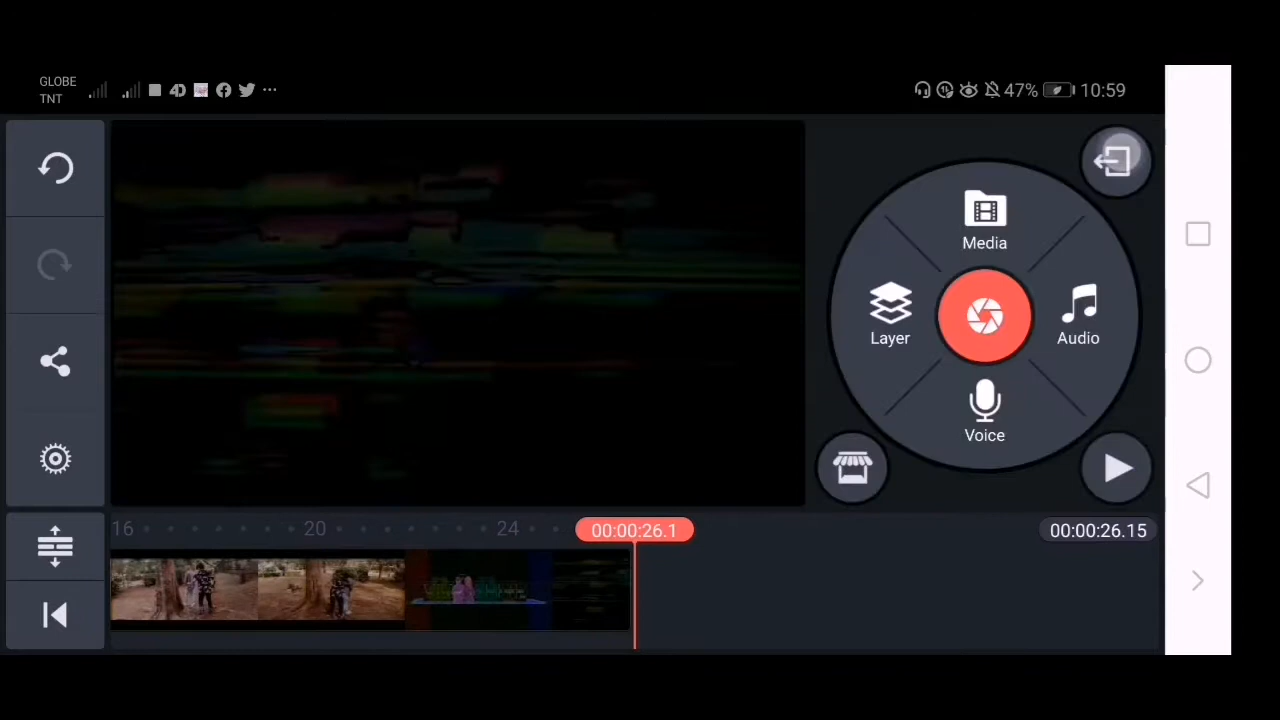 GLOBE
TNT
4D
47%
10:59
Media
Layer
Audio
Voice
16
20
24
00:00:26.1
00:00:26.15